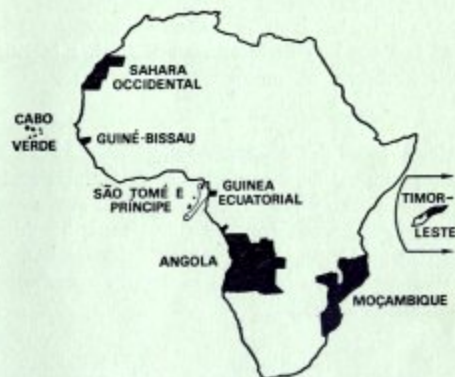 SAHARA
OCCIDENTAL
CABO
VERDE
GUINÉ-BISSAU
SÃO TOMÉ E
PRÍNCIPE
GUINEA
ECUATORIAL
TIMOR-
LESTE
ANGOLA
MOÇAMBIQUE